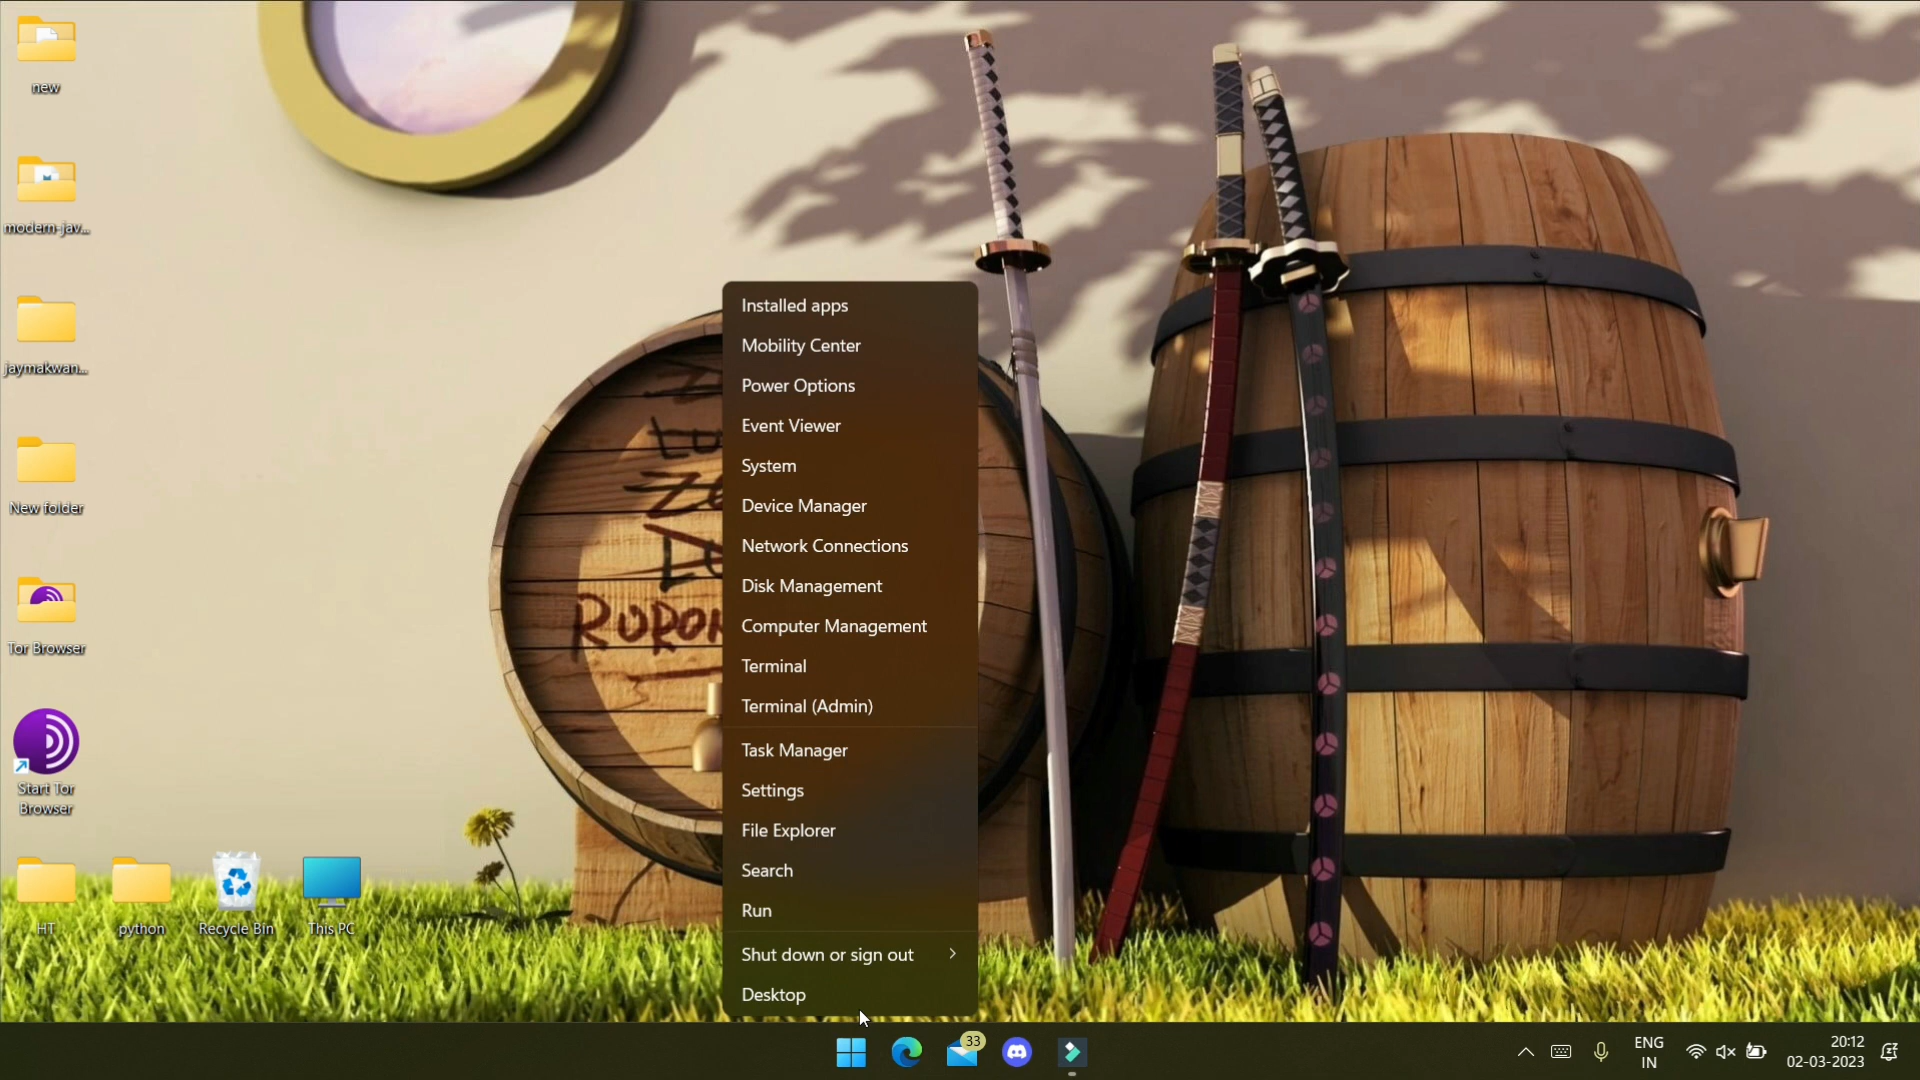 new
modern-jav...
jaymakwan...
New folder
Tor Browser
Start Tor
Browser
HT
python
Recycle Bin
This PC
Installed apps
Mobility Center
Power Options
Event Viewer
System
Device Manager
Network Connections
Disk Management
Computer Management
Terminal
Terminal (Admin)
Task Manager
Settings
File Explorer
Search
Run
Shut down or sign out
Desktop
33
ENG
IN
20:12
02-03-2023